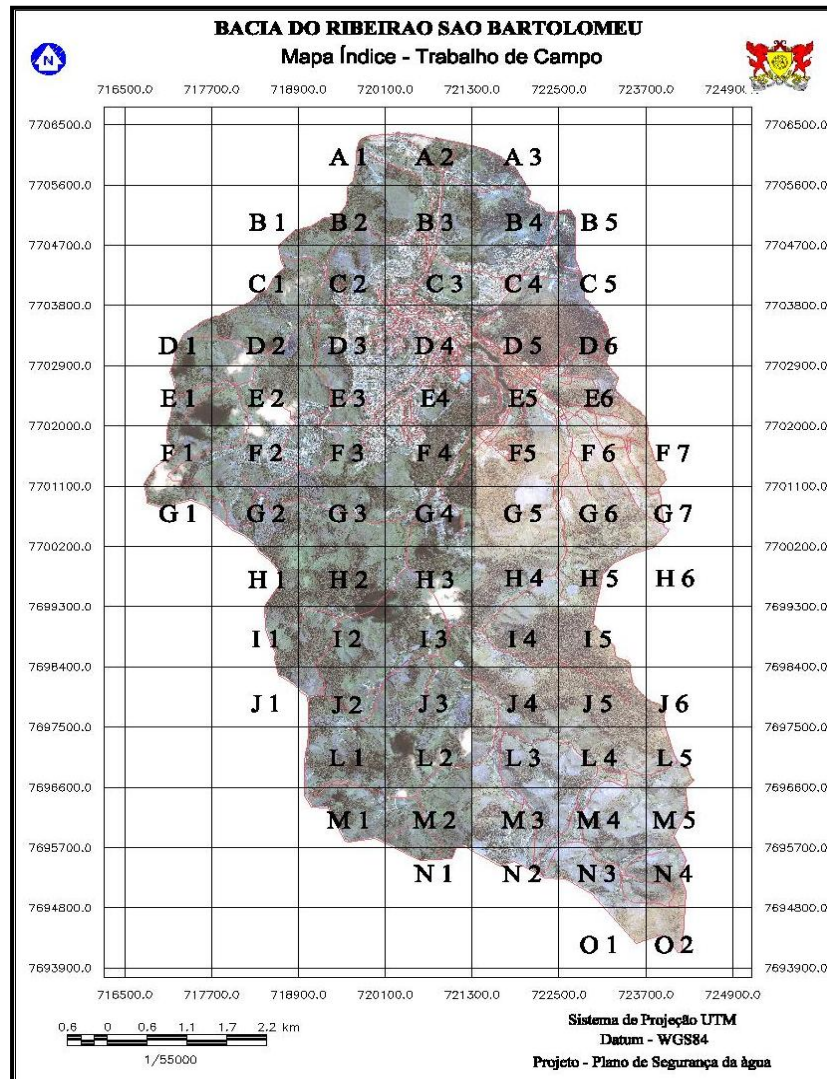 BACIA DO RIBEIRAO SAO BARTOLOMEU
Mapa Índice - Trabalho de Campo
N
716500.0 717700.0 718900.0 720100.0 721300.0 722500.0 723700.0 724900.0
7706500.0 7706500.0
A 1 A 2 A 3
7705600.0 7705600.0
B 1 B 2 B 3 B 4 B 5
7704700.0 7704700.0
C 1 C 2 C 3 C 4 C 5
7703800.0 7703800.0
D 1 D 2 D 3 D 4 D 5 D 6
7702900.0 7702900.0
E 1 E 2 E 3 E4 E5 E6
7702000.0 7702000.0
F 1 F 2 F 3 F 4 F5 F 6 F 7
7701100.0 7701100.0
G 1 G 2 G 3 G 4 G 5 G 6 G 7
7700200.0 7700200.0
H 1 H 2 H 3 H 4 H 5 H 6
7699300.0 7699300.0
I 1 I 2 I 3 I 4 I 5
7698400.0 7698400.0
J 1 J 2 J 3 J 4 J 5 J 6
7697500.0 7697500.0
L 1 L 2 L 3 L 4 L 5
7696600.0 7696600.0
M 1 M 2 M 3 M 4 M 5
7695700.0 7695700.0
N 1 N 2 N 3 N 4
7694800.0 7694800.0
O 1 O 2
7693900.0 7693900.0
716500.0 717700.0 718900.0 720100.0 721300.0 722500.0 723700.0 724900.0
0.6 0 0.6 1.1 1.7 2.2 km
1/55000
Sistema de Projeção UTM
Datum - WGS84
Projeto - Plano de Segurança da àgua